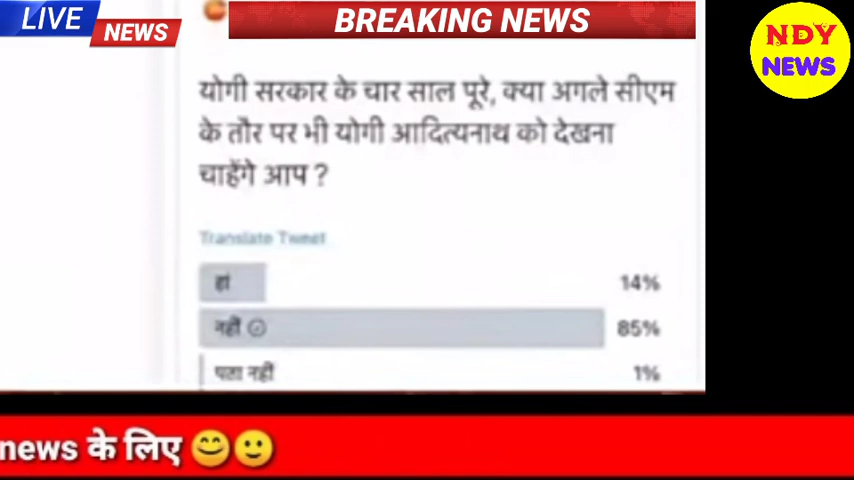 LIVE
NEWS
BREAKING NEWS
NDY
NEWS
योगी सरकार के चार साल पूरे, क्या अगले सीएम
के तौर पर भी योगी आदित्यनाथ को देखना
चाहेंगे आप ?
Translate Tweet
हां 14%
नहीं 85%
पता नहीं 1%
news के लिए 😊🙂